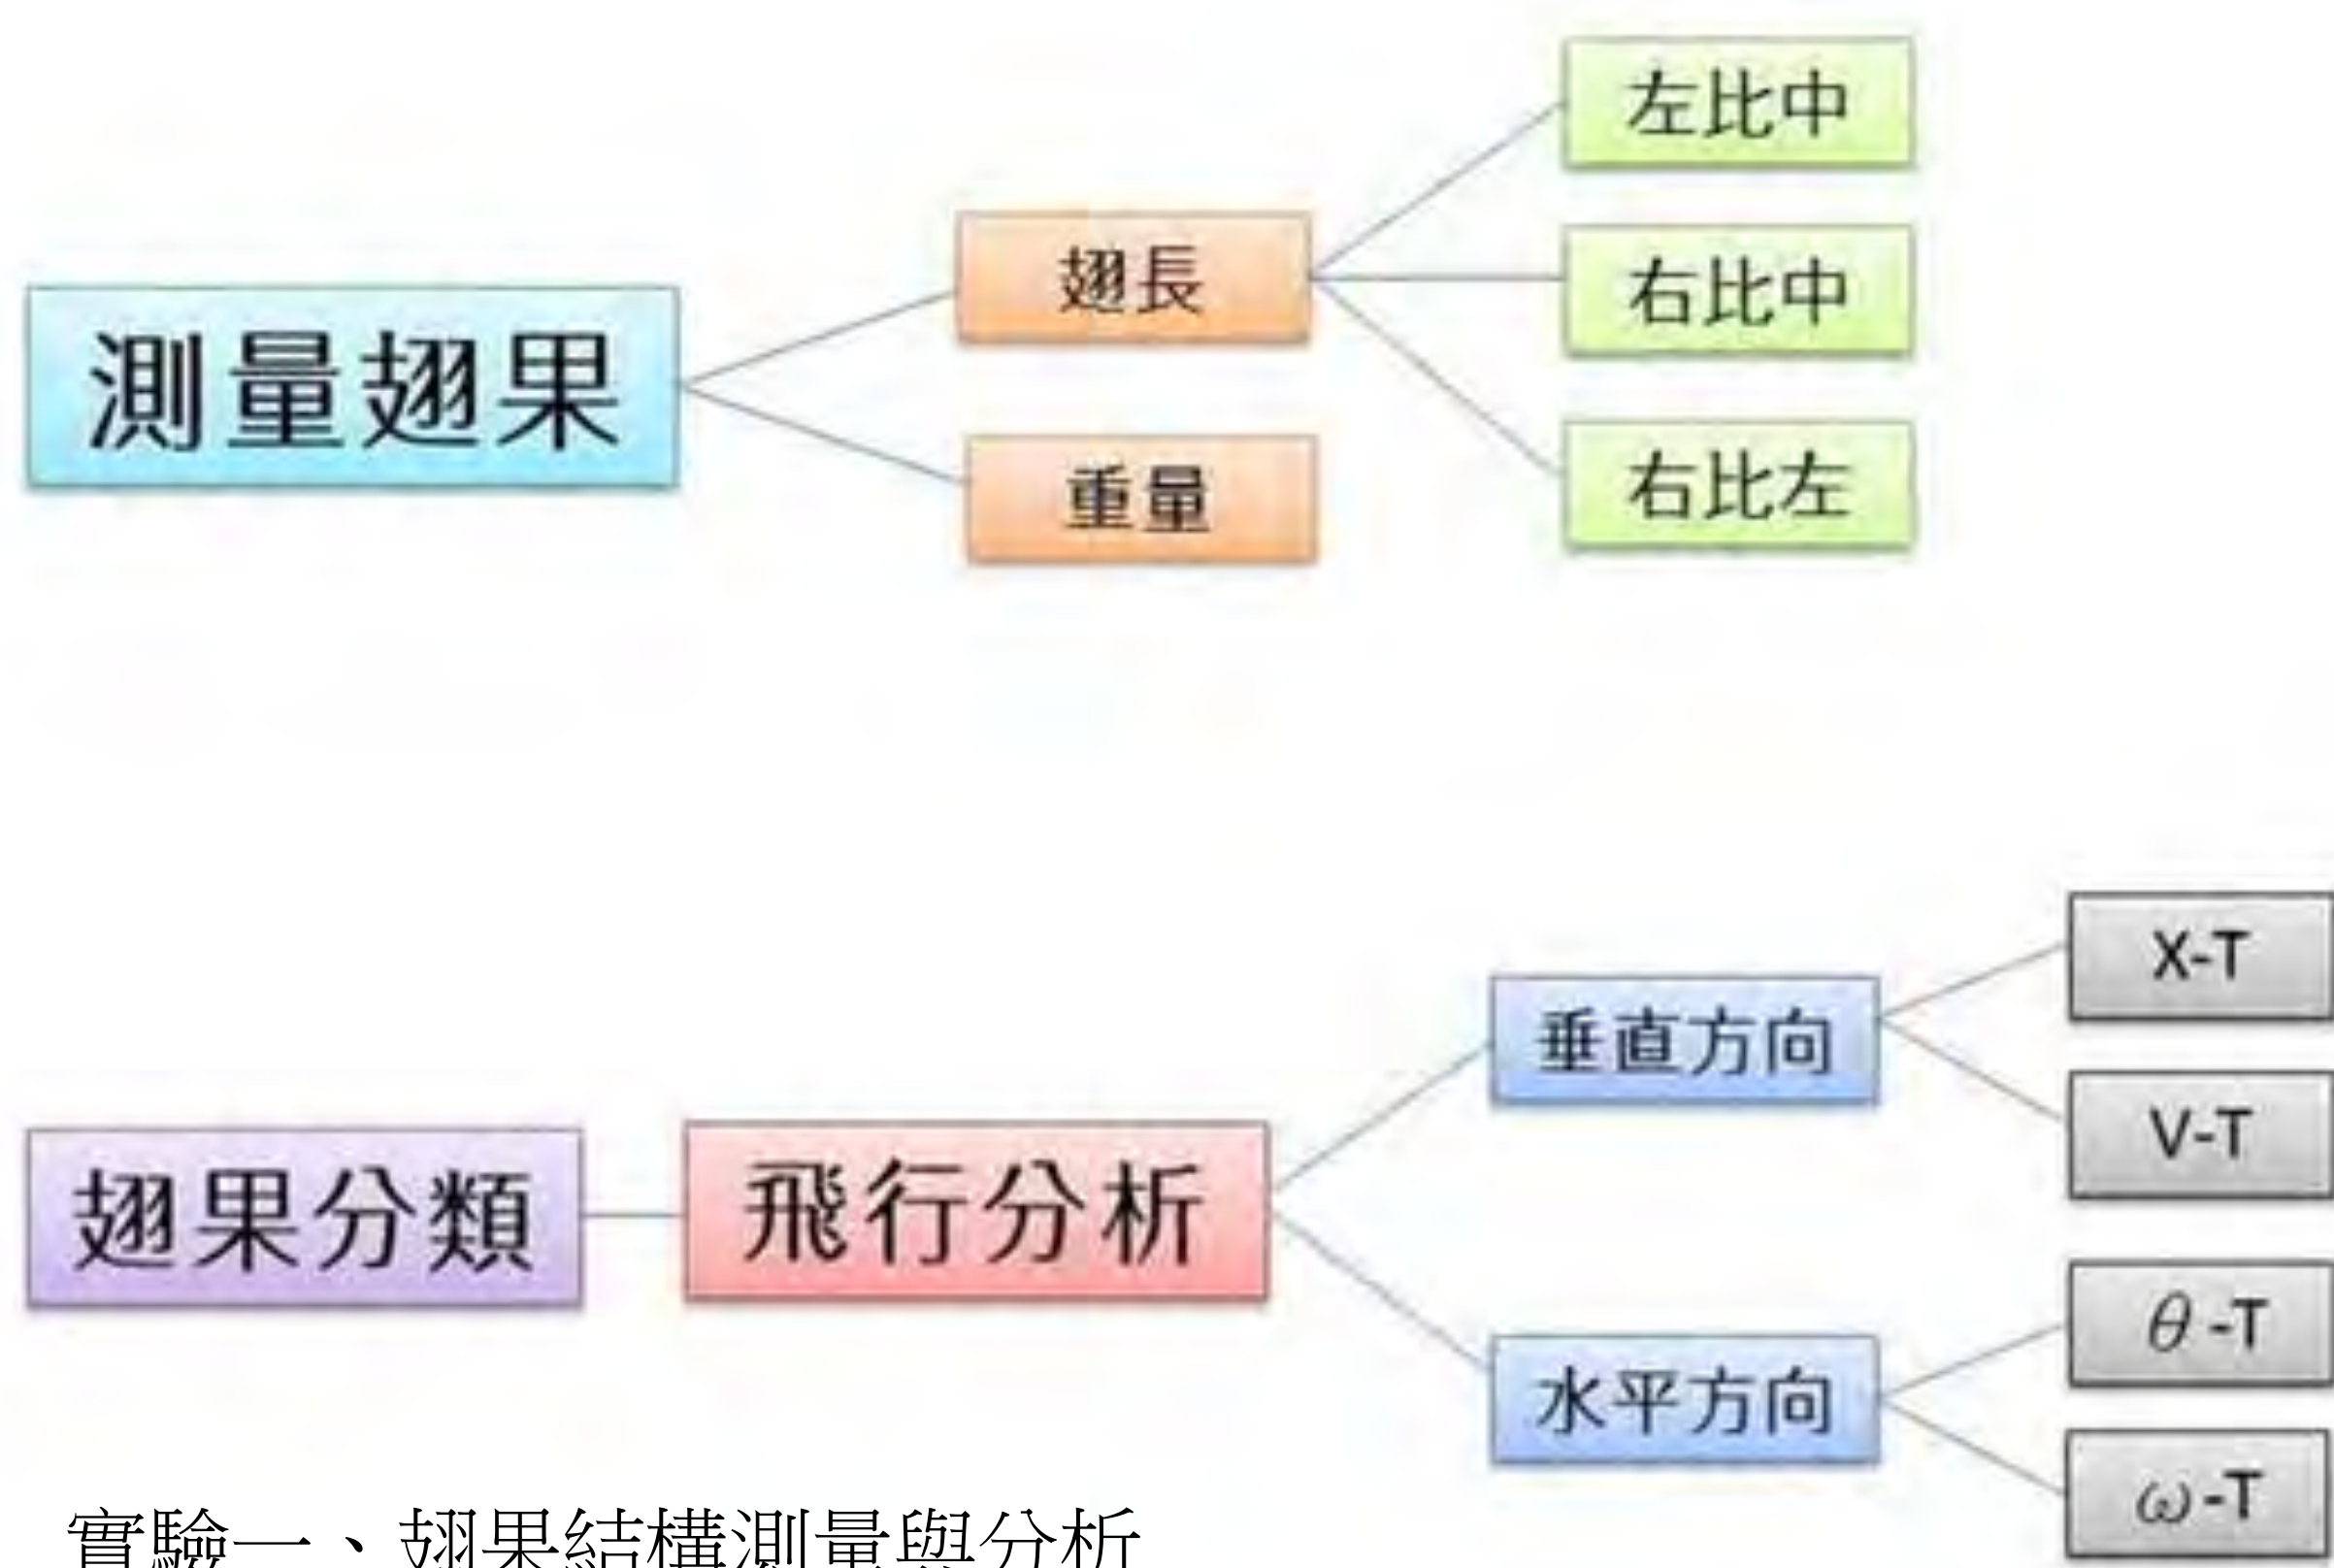 測量翅果
翅長
重量
左比中
右比中
右比左
翅果分類
飛行分析
垂直方向
水平方向
X-T
V-T
θ-T
ω-T
實驗一、翅果結構測量與分析